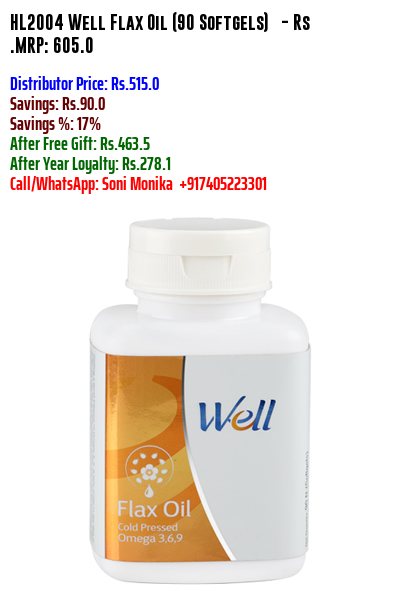 HL2004 Well Flax Oil (90 Softgels) - Rs
.MRP: 605.0
Distributor Price: Rs.515.0
Savings: Rs.90.0
Savings %: 17%
After Free Gift: Rs.463.5
After Year Loyalty: Rs.278.1
Call/WhatsApp: Soni Monika +917405223301
Well
Flax Oil
Cold Pressed
Omega 3,6,9